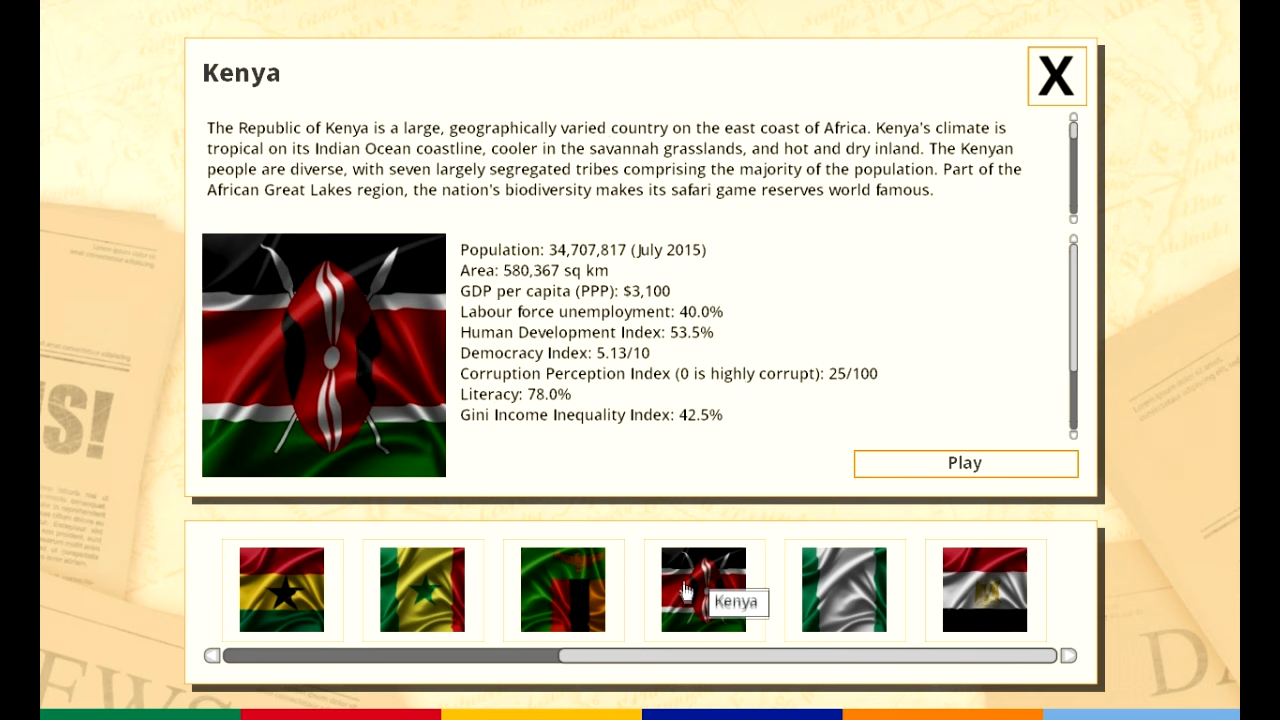 Kenya
X
The Republic of Kenya is a large, geographically varied country on the east coast of Africa. Kenya's climate is
tropical on its Indian Ocean coastline, cooler in the savannah grasslands, and hot and dry inland. The Kenyan
people are diverse, with seven largely segregated tribes comprising the majority of the population. Part of the
African Great Lakes region, the nation's biodiversity makes its safari game reserves world famous.
Population: 34,707,817 (July 2015)
Area: 580,367 sq km
GDP per capita (PPP): $3,100
Labour force unemployment: 40.0%
Human Development Index: 53.5%
Democracy Index: 5.13/10
Corruption Perception Index (0 is highly corrupt): 25/100
Literacy: 78.0%
Gini Income Inequality Index: 42.5%
Play
Kenya
S!
EWS
DA